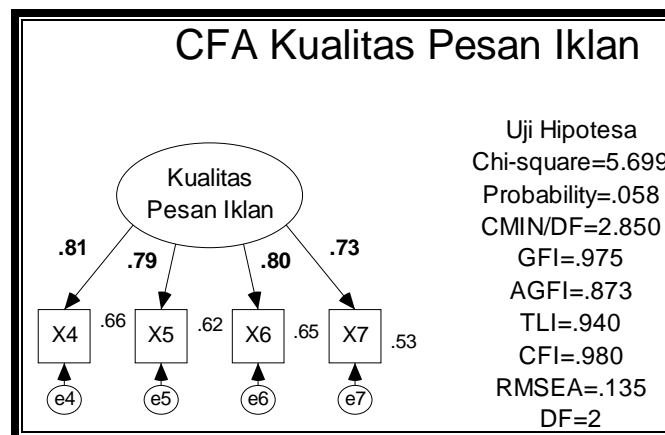 CFA Kualitas Pesan Iklan
Kualitas
Pesan Iklan
.81
.79
.80
.73
X4
.66
X5
.62
X6
.65
X7
.53
e4
e5
e6
e7
Uji Hipotesa
Chi-square=5.699
Probability=.058
CMIN/DF=2.850
GFI=.975
AGFI=.873
TLI=.940
CFI=.980
RMSEA=.135
DF=2